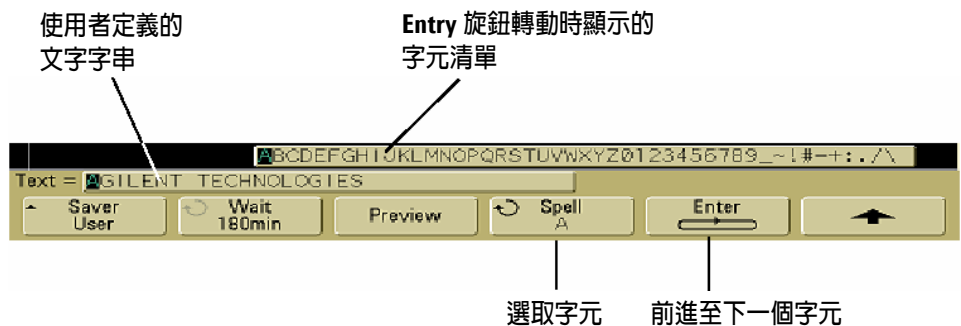 使用者定義的
文字字串
Entry 旋鈕轉動時顯示的
字元清單
ABCDEFGHIJKLMNOPQRSTUVWXYZ0123456789_~!#-+:./\
Text = AGILENT TECHNOLOGIES
Saver
User
Wait
180min
Preview
Spell
A
Enter
選取字元
前進至下一個字元